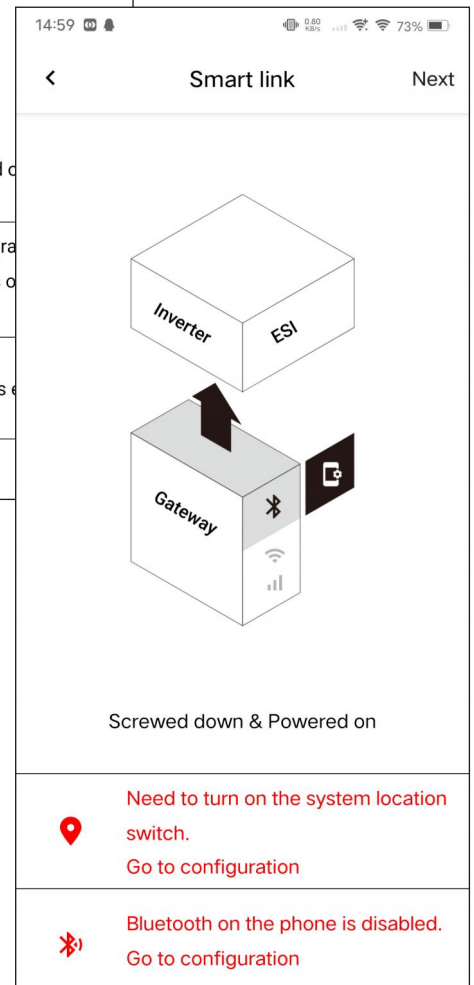 14:59 0.80 KB/s 73%
Smart link Next
ra
Inverter ESI
Gateway
Screwed down & Powered on
Need to turn on the system location
switch.
Go to configuration
Bluetooth on the phone is disabled.
Go to configuration